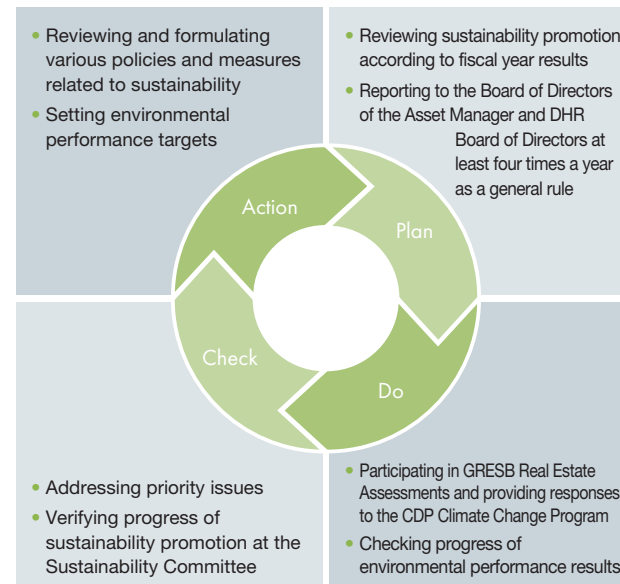 • Reviewing and formulating
various policies and measures
related to sustainability
• Setting environmental
performance targets
• Reviewing sustainability promotion
according to fiscal year results
• Reporting to the Board of Directors
of the Asset Manager and DHR
Board of Directors at
least four times a year
as a general rule
Action
Plan
Check
Do
• Addressing priority issues
• Verifying progress of
sustainability promotion at the
Sustainability Committee
• Participating in GRESB Real Estate
Assessments and providing responses
to the CDP Climate Change Program
• Checking progress of
environmental performance results